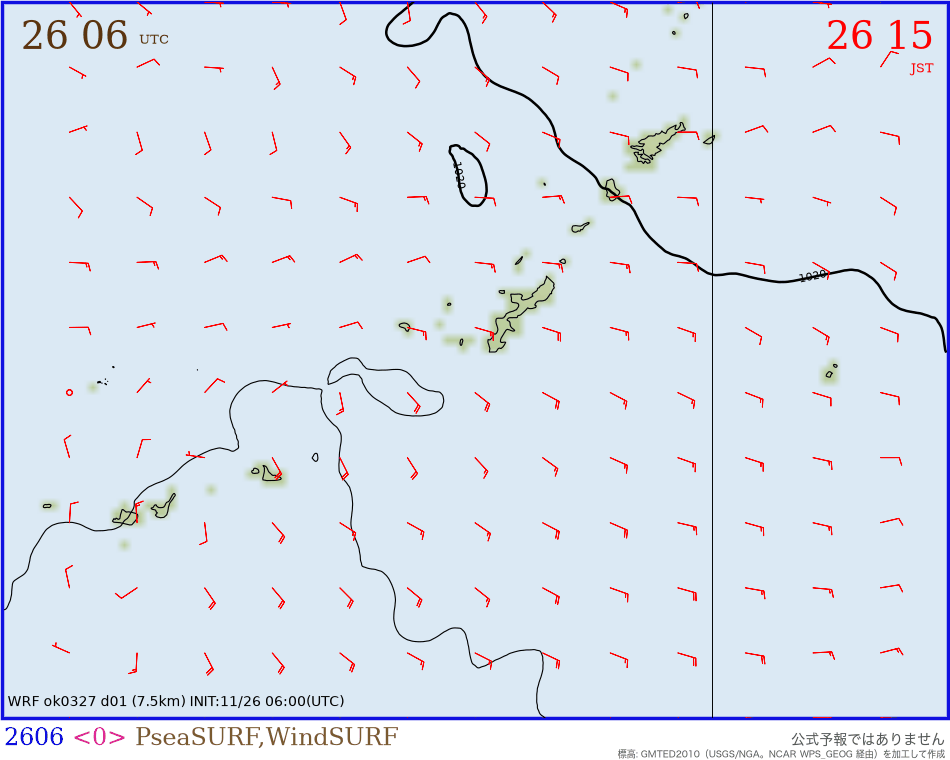 26 06 UTC
26 15
JST
1020
1020
WRF ok0327 d01 (7.5km) INIT:11/26 06:00(UTC)
2606 <0> PseaSURF,WindSURF
公式予報ではありません
標高: GMTED2010（USGS/NGA。NCAR WPS_GEOG 経由）を加工して作成